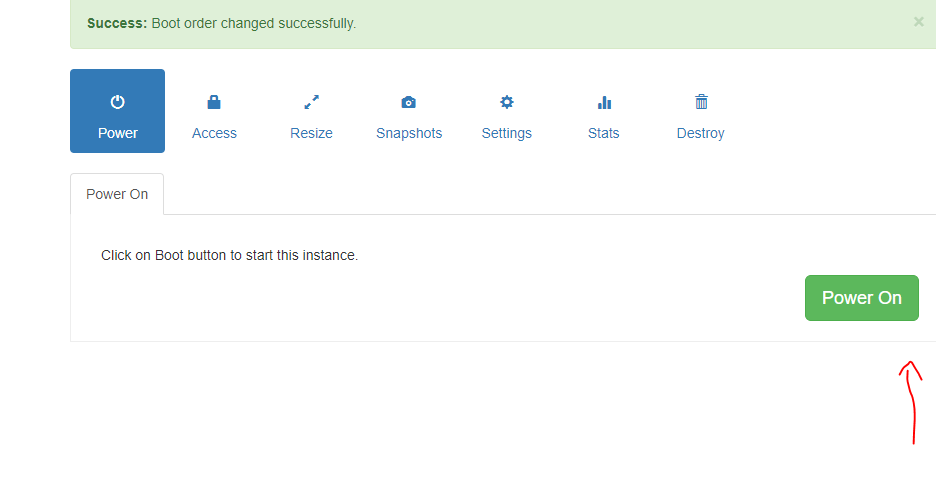 Success: Boot order changed successfully.
×
Power
Access
Resize
Snapshots
Settings
Stats
Destroy
Power On
Click on Boot button to start this instance.
Power On